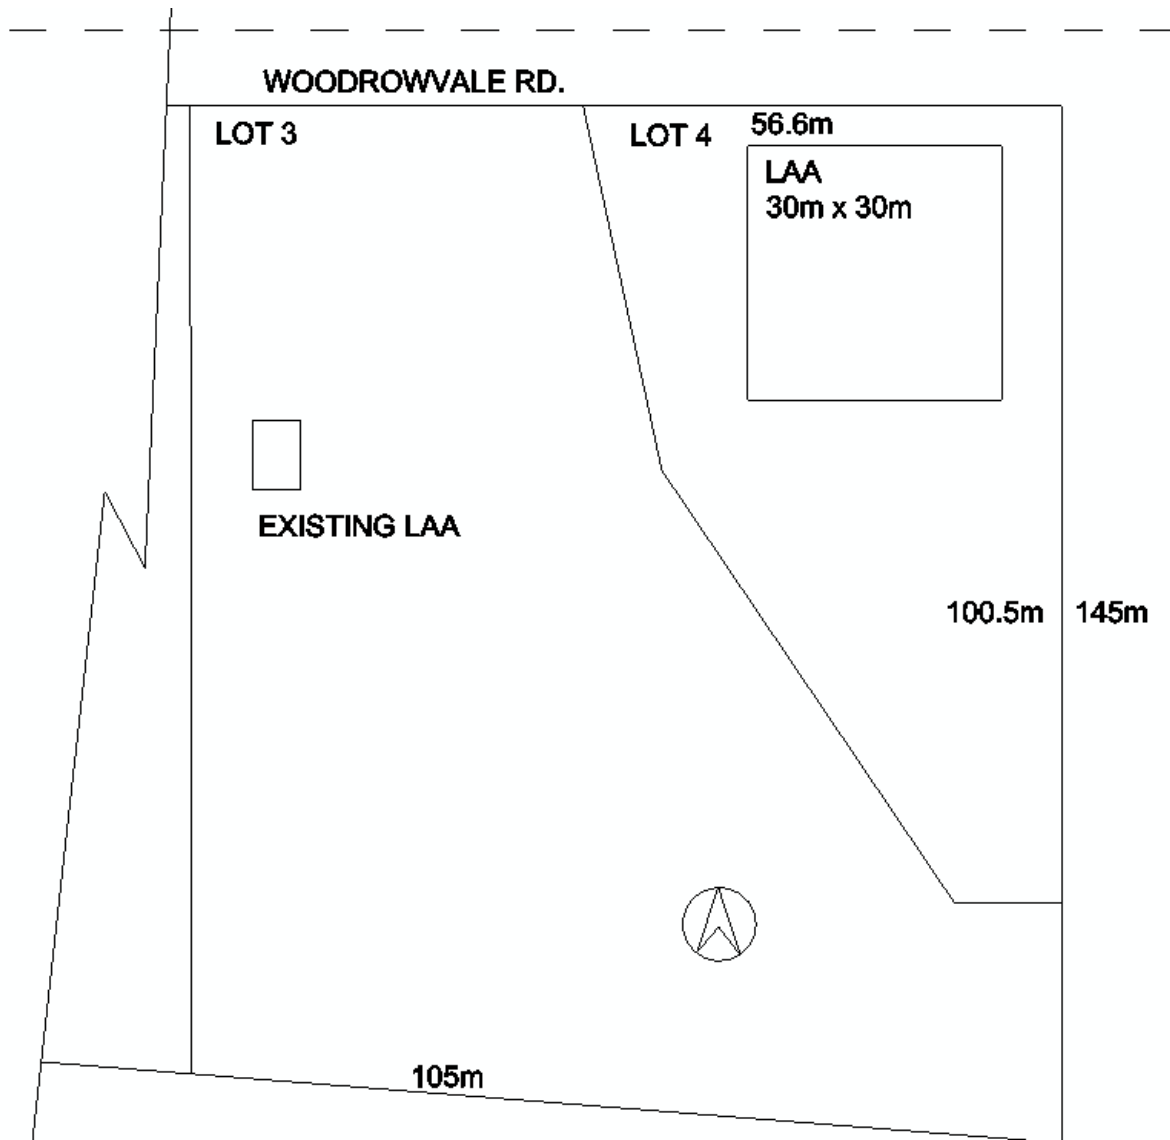 WOODROWVALE RD.
LOT 3
LOT 4
56.6m
LAA
30m x 30m
EXISTING LAA
100.5m
145m
105m